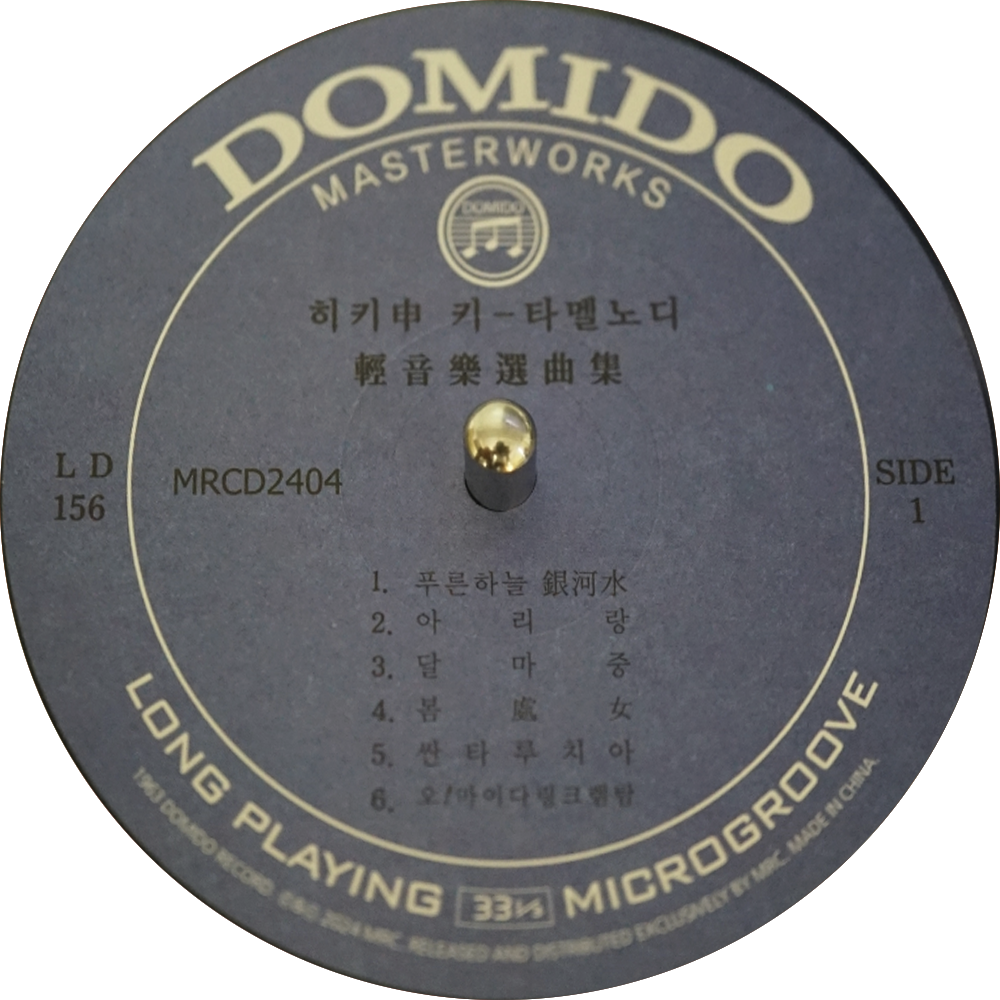 DOMIDO
MASTERWORKS
DOMIDO
히키申 키-타멜노디
輕音樂選曲集
L D
156
MRCD2404
SIDE
1
1. 푸른하늘 銀河水
2. 아리랑
3. 달마중
4. 봄處女
5. 싼타루치아
6. 오!마이다링크렘탐
LONG PLAYING 33⅓ MICROGROOVE
1963 DOMIDO RECORD. ℗&© 2024 MRC. RELEASED AND DISTRIBUTED EXCLUSIVELY BY MRC. MADE IN CHINA.